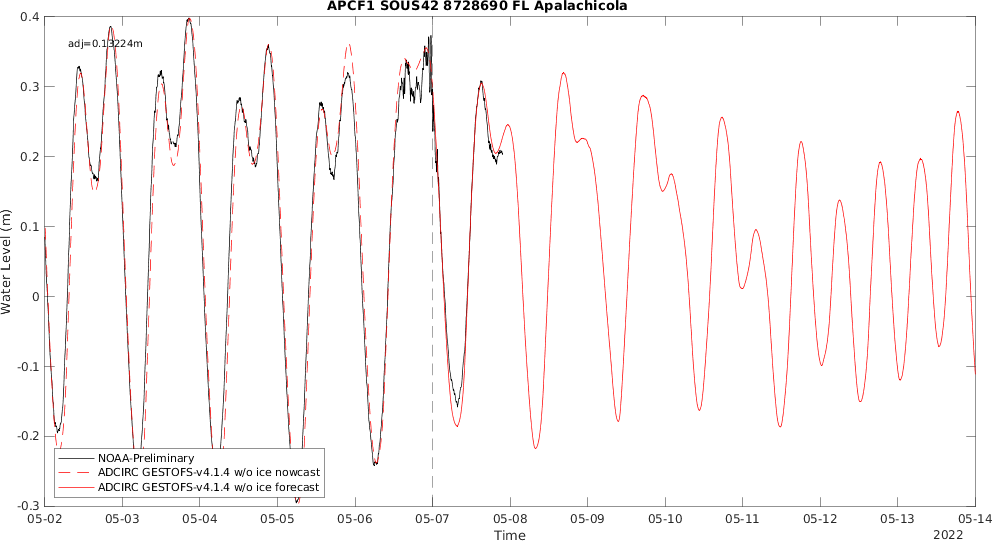 APCF1 SOUS42 8728690 FL Apalachicola
adj=0.13224m
Water Level (m)
0.4
0.3
0.2
0.1
0
-0.1
-0.2
-0.3
NOAA-Preliminary
ADCIRC GESTOFS-v4.1.4 w/o ice nowcast
ADCIRC GESTOFS-v4.1.4 w/o ice forecast
05-02 05-03 05-04 05-05 05-06 05-07 05-08 05-09 05-10 05-11 05-12 05-13 05-14
Time
2022